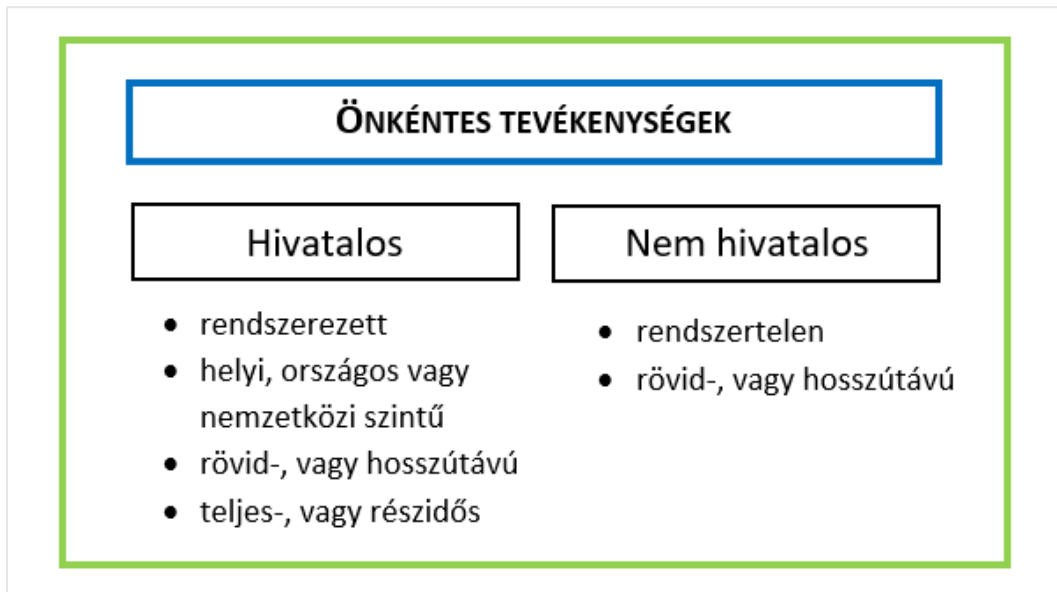 ÖNKÉNTES TEVÉKENYSÉGEK
Hivatalos
• rendszerezett
• helyi, országos vagy
nemzetközi szintű
• rövid-, vagy hosszútávú
• teljes-, vagy részidős
Nem hivatalos
• rendszertelen
• rövid-, vagy hosszútávú